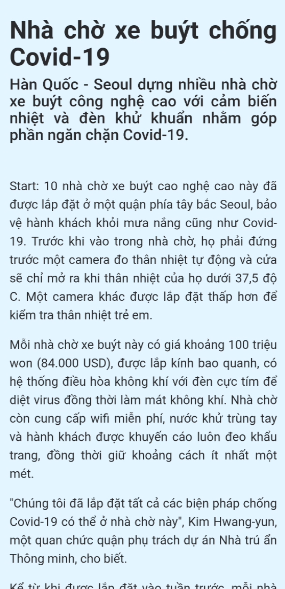 Nhà chờ xe buýt chống
Covid-19
Hàn Quốc - Seoul dựng nhiều nhà chờ
xe buýt công nghệ cao với cảm biến
nhiệt và đèn khử khuẩn nhằm góp
phần ngăn chặn Covid-19.
Start: 10 nhà chờ xe buýt cao nghệ cao này đã
được lắp đặt ở một quận phía tây bắc Seoul, bảo
vệ hành khách khỏi mưa nắng cũng như Covid-
19. Trước khi vào trong nhà chờ, họ phải đứng
trước một camera đo thân nhiệt tự động và cửa
sẽ chỉ mở ra khi thân nhiệt của họ dưới 37,5 độ
C. Một camera khác được lắp đặt thấp hơn để
kiểm tra thân nhiệt trẻ em.
Mỗi nhà chờ xe buýt này có giá khoảng 100 triệu
won (84.000 USD), được lắp kính bao quanh, có
hệ thống điều hòa không khí với đèn cực tím để
diệt virus đồng thời làm mát không khí. Nhà chờ
còn cung cấp wifi miễn phí, nước khử trùng tay
và hành khách được khuyến cáo luôn đeo khẩu
trang, đồng thời giữ khoảng cách ít nhất một
mét.
"Chúng tôi đã lắp đặt tất cả các biện pháp chống
Covid-19 có thể ở nhà chờ này", Kim Hwang-yun,
một quan chức quận phụ trách dự án Nhà trú ẩn
Thông minh, cho biết.
Kể từ khi được lắp đặt vào tuần trước, mỗi nhà